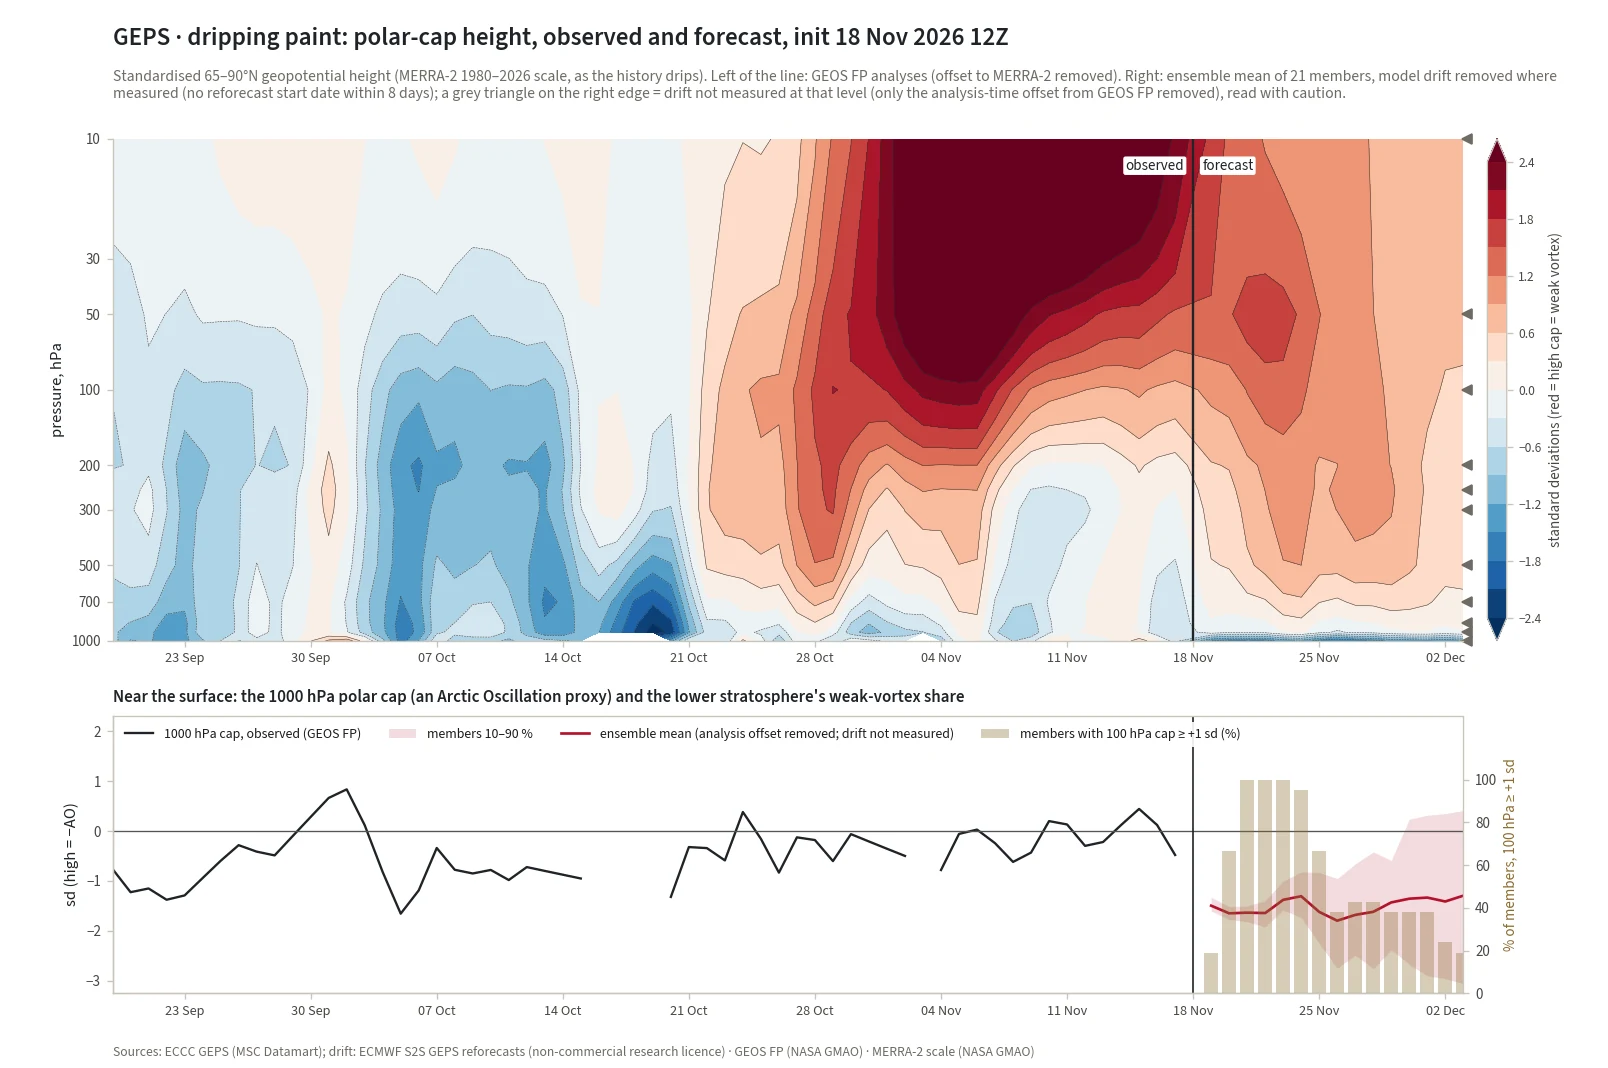 GEPS · dripping paint: polar-cap height, observed and forecast, init 18 Nov 2026 12Z
Standardised 65–90°N geopotential height (MERRA-2 1980–2026 scale, as the history drips). Left of the line: GEOS FP analyses (offset to MERRA-2 removed). Right: ensemble mean of 21 members, model drift removed where
measured (no reforecast start date within 8 days); a grey triangle on the right edge = drift not measured at that level (only the analysis-time offset from GEOS FP removed), read with caution.
pressure, hPa
10
30
50
100
200
300
500
700
1000
observed
forecast
23 Sep
30 Sep
07 Oct
14 Oct
21 Oct
28 Oct
04 Nov
11 Nov
18 Nov
25 Nov
02 Dec
2.4
1.8
1.2
0.6
0.0
−0.6
−1.2
−1.8
−2.4
standard deviations (red = high cap = weak vortex)
Near the surface: the 1000 hPa polar cap (an Arctic Oscillation proxy) and the lower stratosphere's weak-vortex share
1000 hPa cap, observed (GEOS FP)
members 10–90 %
ensemble mean (analysis offset removed; drift not measured)
members with 100 hPa cap ≥ +1 sd (%)
sd (high = −AO)
2
1
0
−1
−2
−3
100
80
60
40
20
0
% of members, 100 hPa ≥ +1 sd
23 Sep
30 Sep
07 Oct
14 Oct
21 Oct
28 Oct
04 Nov
11 Nov
18 Nov
25 Nov
02 Dec
Sources: ECCC GEPS (MSC Datamart); drift: ECMWF S2S GEPS reforecasts (non-commercial research licence) · GEOS FP (NASA GMAO) · MERRA-2 scale (NASA GMAO)